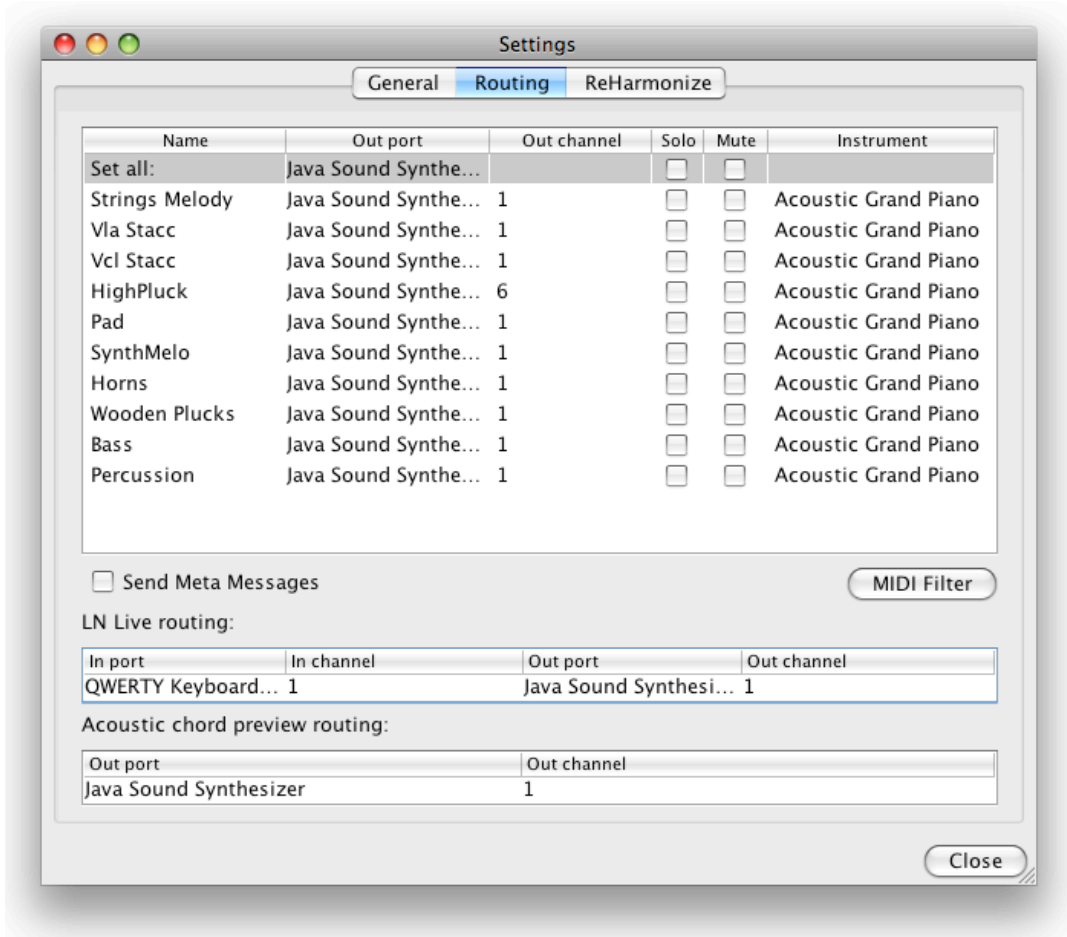 Settings
General Routing ReHarmonize
Name Out port Out channel Solo Mute Instrument
Set all: Java Sound Synthe...
Strings Melody Java Sound Synthe... 1 Acoustic Grand Piano
Vla Stacc Java Sound Synthe... 1 Acoustic Grand Piano
Vcl Stacc Java Sound Synthe... 1 Acoustic Grand Piano
HighPluck Java Sound Synthe... 6 Acoustic Grand Piano
Pad Java Sound Synthe... 1 Acoustic Grand Piano
SynthMelo Java Sound Synthe... 1 Acoustic Grand Piano
Horns Java Sound Synthe... 1 Acoustic Grand Piano
Wooden Plucks Java Sound Synthe... 1 Acoustic Grand Piano
Bass Java Sound Synthe... 1 Acoustic Grand Piano
Percussion Java Sound Synthe... 1 Acoustic Grand Piano
Send Meta Messages MIDI Filter
LN Live routing:
In port In channel Out port Out channel
QWERTY Keyboard... 1 Java Sound Synthesi... 1
Acoustic chord preview routing:
Out port Out channel
Java Sound Synthesizer 1
Close